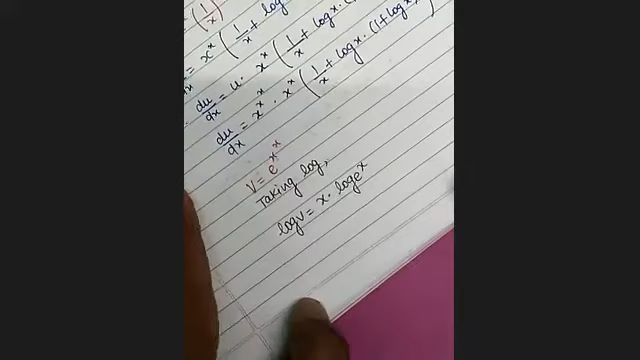 (1/x)
= x^x (1/x + log
du/dx = u · x^x (1/x + log x · (
du/dx = x^x^x · x^x (1/x + log x · (1 + log x
V = e^x^x
Taking log,
log V = x · log e^x